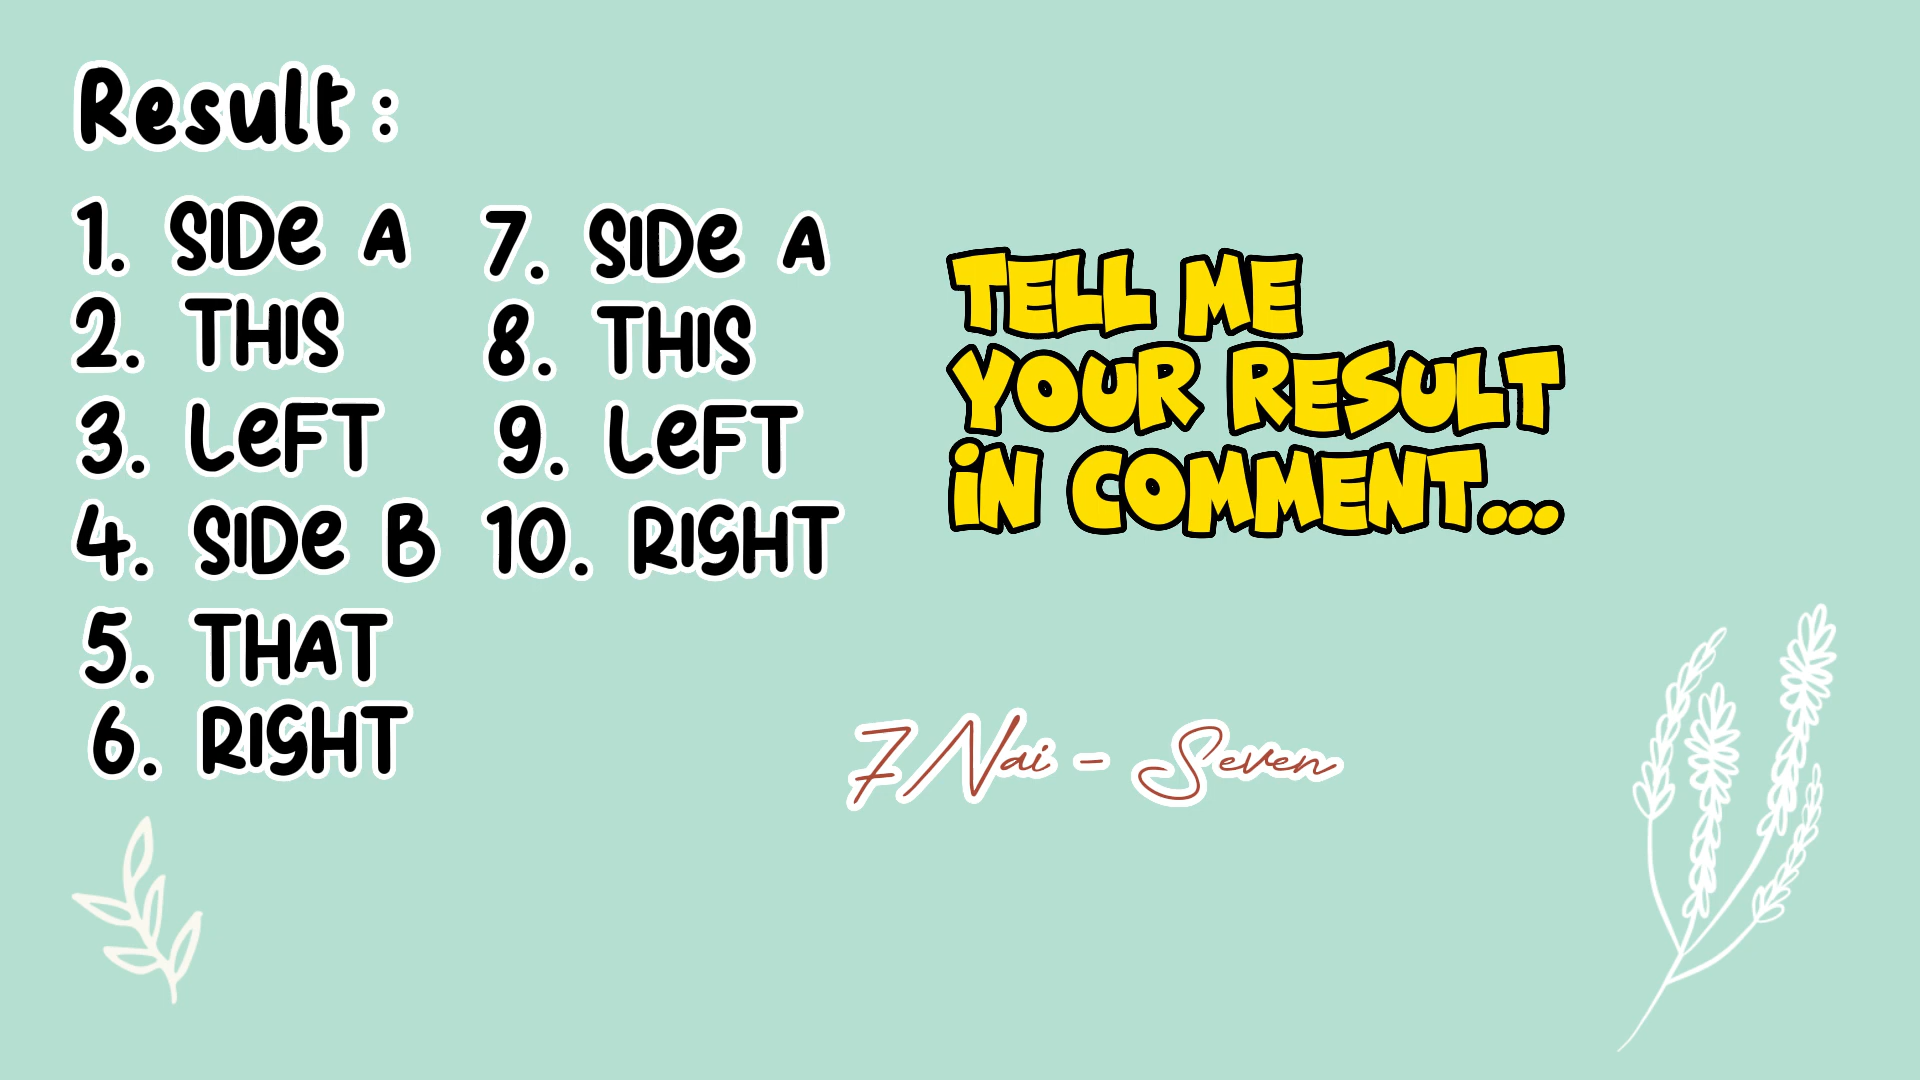 Result :
1. SIDe A
2. THIS
3. LeFT
4. SIDe B
5. THAT
6. RIGHT
7. SIDe A
8. THIS
9. LeFT
10. RIGHT
TELL ME
YOUR RESULT
iN COMMENT...
7Nai - Seven